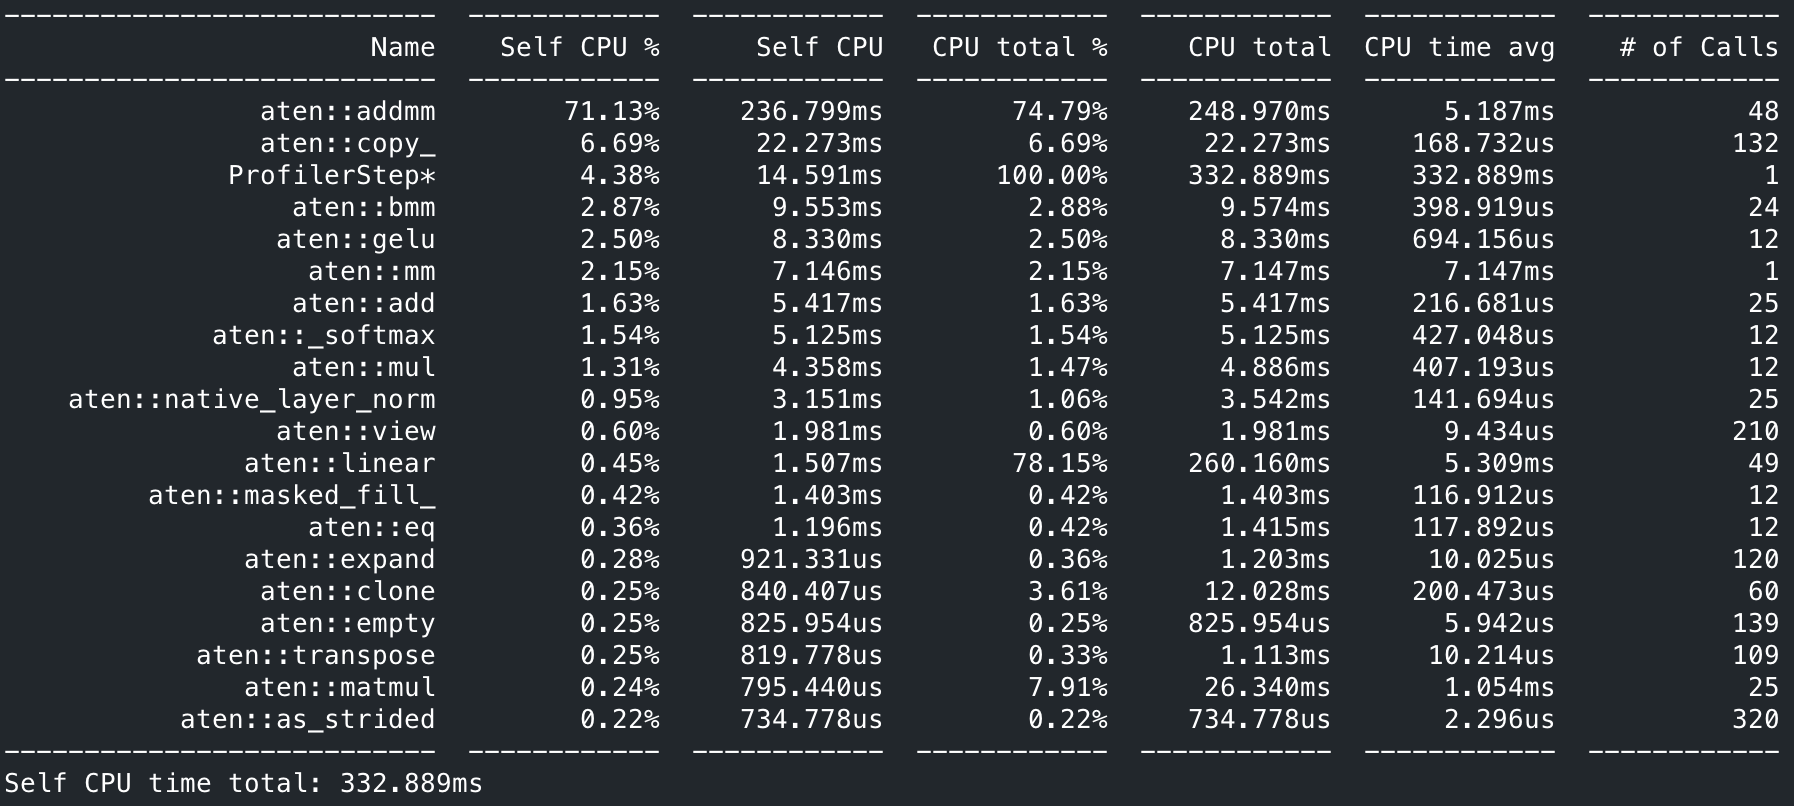 Name Self CPU % Self CPU CPU total % CPU total CPU time avg # of Calls
aten::addmm 71.13% 236.799ms 74.79% 248.970ms 5.187ms 48
aten::copy_ 6.69% 22.273ms 6.69% 22.273ms 168.732us 132
ProfilerStep* 4.38% 14.591ms 100.00% 332.889ms 332.889ms 1
aten::bmm 2.87% 9.553ms 2.88% 9.574ms 398.919us 24
aten::gelu 2.50% 8.330ms 2.50% 8.330ms 694.156us 12
aten::mm 2.15% 7.146ms 2.15% 7.147ms 7.147ms 1
aten::add 1.63% 5.417ms 1.63% 5.417ms 216.681us 25
aten::_softmax 1.54% 5.125ms 1.54% 5.125ms 427.048us 12
aten::mul 1.31% 4.358ms 1.47% 4.886ms 407.193us 12
aten::native_layer_norm 0.95% 3.151ms 1.06% 3.542ms 141.694us 25
aten::view 0.60% 1.981ms 0.60% 1.981ms 9.434us 210
aten::linear 0.45% 1.507ms 78.15% 260.160ms 5.309ms 49
aten::masked_fill_ 0.42% 1.403ms 0.42% 1.403ms 116.912us 12
aten::eq 0.36% 1.196ms 0.42% 1.415ms 117.892us 12
aten::expand 0.28% 921.331us 0.36% 1.203ms 10.025us 120
aten::clone 0.25% 840.407us 3.61% 12.028ms 200.473us 60
aten::empty 0.25% 825.954us 0.25% 825.954us 5.942us 139
aten::transpose 0.25% 819.778us 0.33% 1.113ms 10.214us 109
aten::matmul 0.24% 795.440us 7.91% 26.340ms 1.054ms 25
aten::as_strided 0.22% 734.778us 0.22% 734.778us 2.296us 320
Self CPU time total: 332.889ms